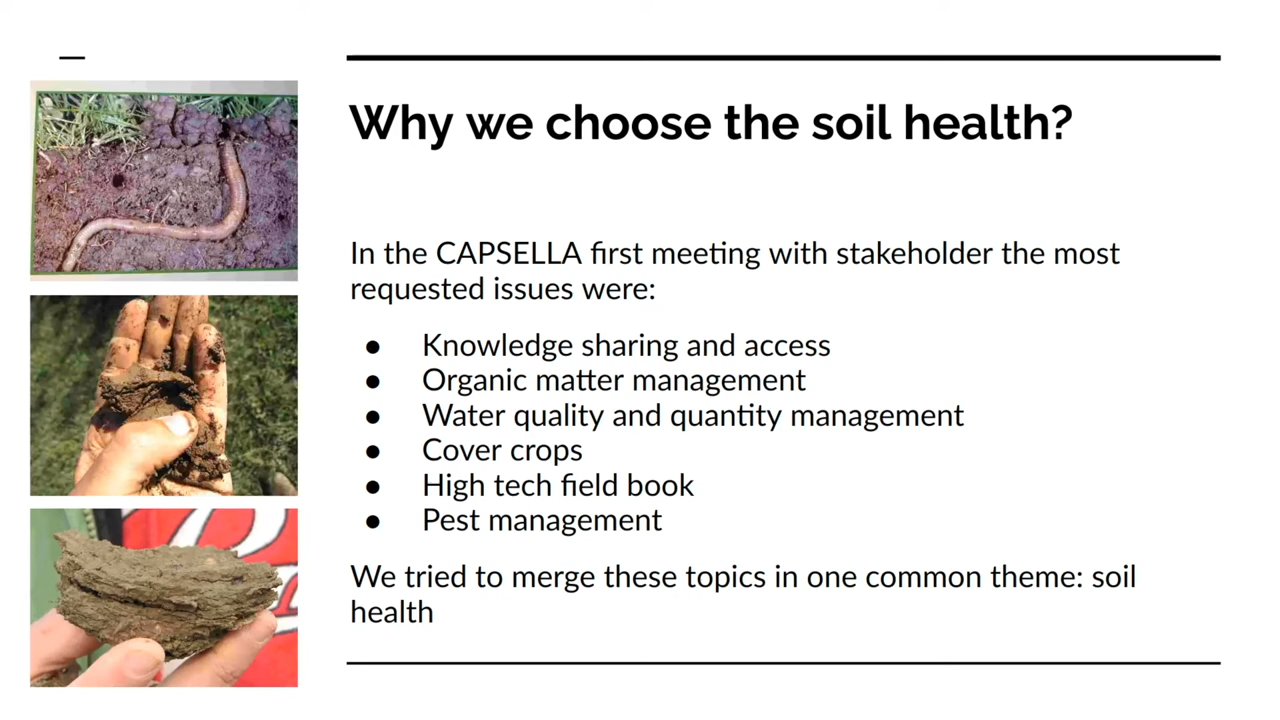 Why we choose the soil health?
In the CAPSELLA first meeting with stakeholder the most
requested issues were:
● Knowledge sharing and access
● Organic matter management
● Water quality and quantity management
● Cover crops
● High tech field book
● Pest management
We tried to merge these topics in one common theme: soil
health